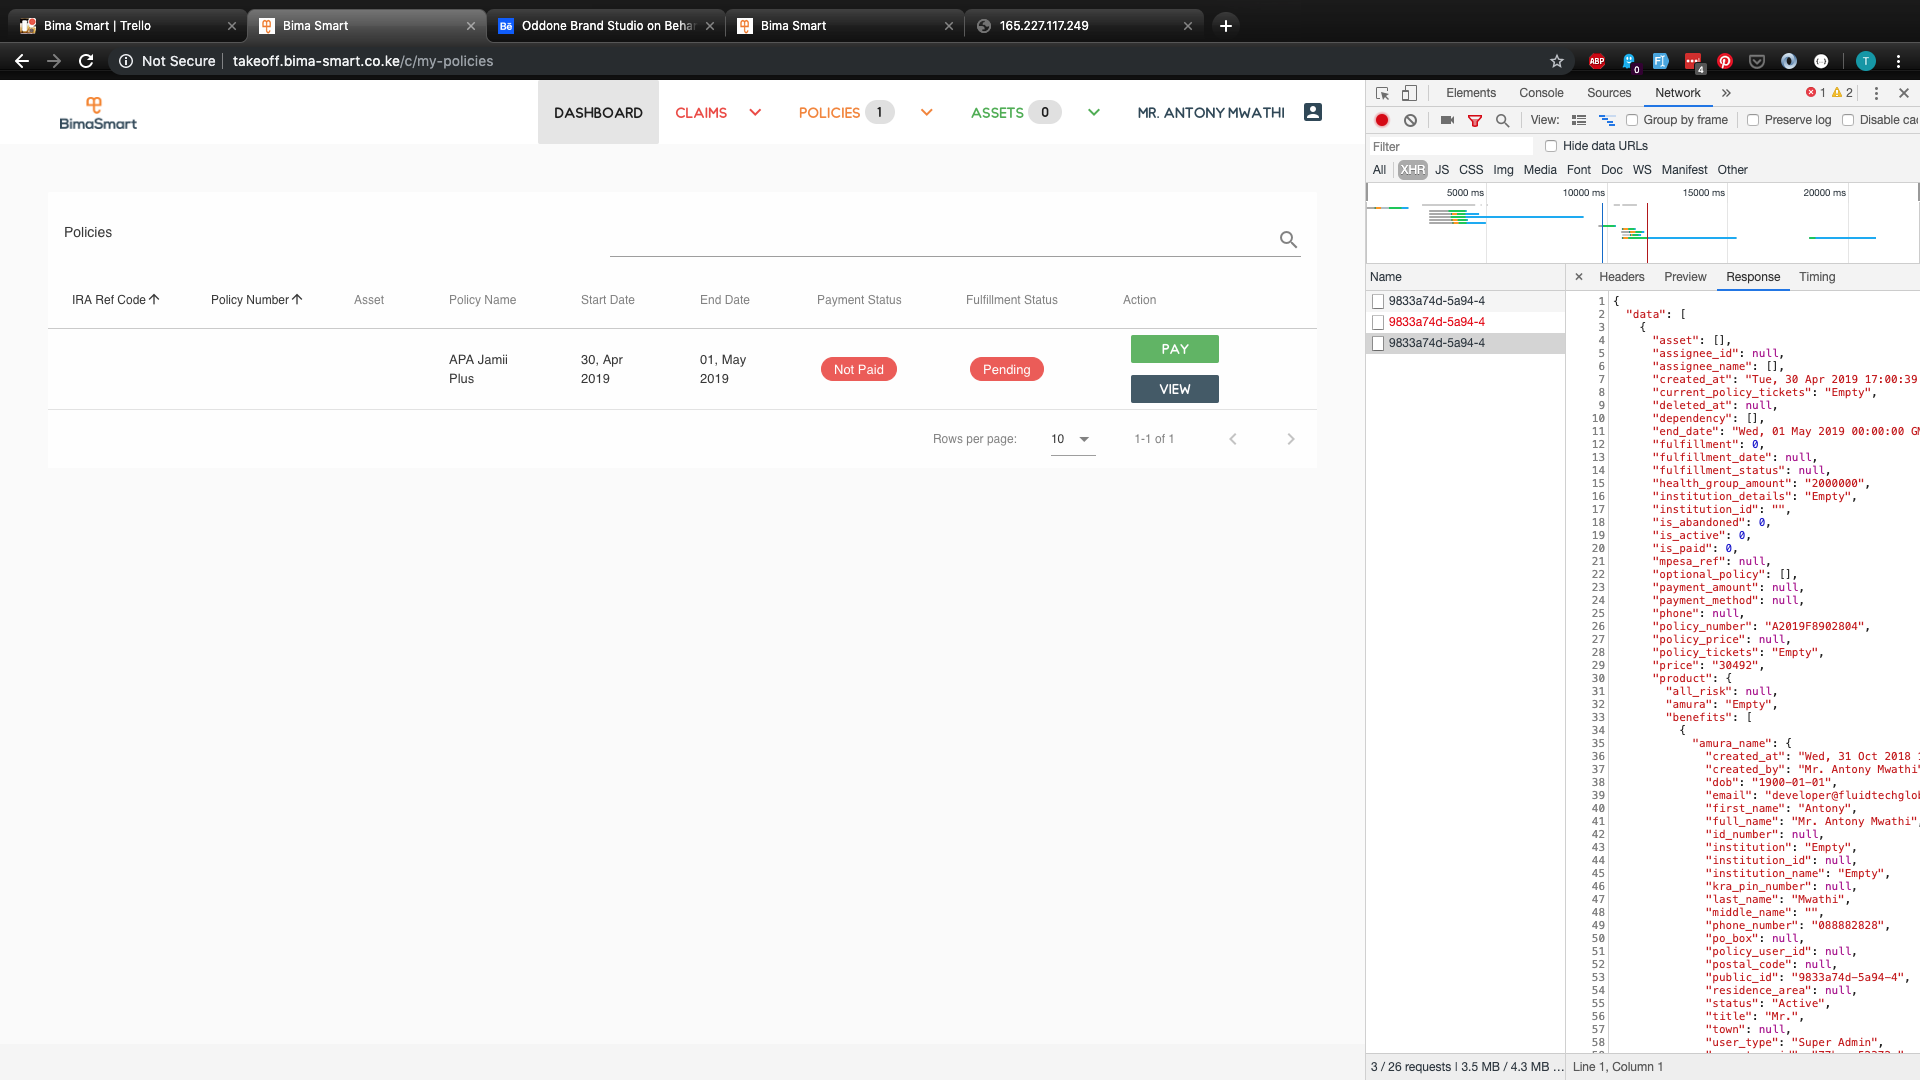 Bima Smart | Trello
Bima Smart
Oddone Brand Studio on Behan
Bima Smart
165.227.117.249
Not Secure | takeoff.bima-smart.co.ke/c/my-policies
ABP
0
4
T
BimaSmart
DASHBOARD
CLAIMS
POLICIES 1
ASSETS 0
MR. ANTONY MWATHI
Policies
IRA Ref Code
Policy Number
Asset
Policy Name
Start Date
End Date
Payment Status
Fulfillment Status
Action
APA Jamii Plus
30, Apr 2019
01, May 2019
Not Paid
Pending
PAY
VIEW
Rows per page:
10
1-1 of 1
Elements
Console
Sources
Network
1
2
View:
Group by frame
Preserve log
Disable cac
Filter
Hide data URLs
All
XHR
JS
CSS
Img
Media
Font
Doc
WS
Manifest
Other
5000 ms
10000 ms
15000 ms
20000 ms
Name
Headers
Preview
Response
Timing
9833a74d-5a94-4
9833a74d-5a94-4
9833a74d-5a94-4
1 {
2 "data": [
3 {
4 "asset": [],
5 "assignee_id": null,
6 "assignee_name": [],
7 "created_at": "Tue, 30 Apr 2019 17:00:39
8 "current_policy_tickets": "Empty",
9 "deleted_at": null,
10 "dependency": [],
11 "end_date": "Wed, 01 May 2019 00:00:00 GM
12 "fulfillment": 0,
13 "fulfillment_date": null,
14 "fulfillment_status": null,
15 "health_group_amount": "2000000",
16 "institution_details": "Empty",
17 "institution_id": "",
18 "is_abandoned": 0,
19 "is_active": 0,
20 "is_paid": 0,
21 "mpesa_ref": null,
22 "optional_policy": [],
23 "payment_amount": null,
24 "payment_method": null,
25 "phone": null,
26 "policy_number": "A2019F8902804",
27 "policy_price": null,
28 "policy_tickets": "Empty",
29 "price": "30492",
30 "product": {
31 "all_risk": null,
32 "amura": "Empty",
33 "benefits": [
34 {
35 "amura_name": {
36 "created_at": "Wed, 31 Oct 2018 1
37 "created_by": "Mr. Antony Mwathi"
38 "dob": "1900-01-01",
39 "email": "developer@fluidtechglob
40 "first_name": "Antony",
41 "full_name": "Mr. Antony Mwathi",
42 "id_number": null,
43 "institution": "Empty",
44 "institution_id": null,
45 "institution_name": "Empty",
46 "kra_pin_number": null,
47 "last_name": "Mwathi",
48 "middle_name": "",
49 "phone_number": "088882828",
50 "po_box": null,
51 "policy_user_id": null,
52 "postal_code": null,
53 "public_id": "9833a74d-5a94-4",
54 "residence_area": null,
55 "status": "Active",
56 "title": "Mr.",
57 "town": null,
58 "user_type": "Super Admin",
3 / 26 requests | 3.5 MB / 4.3 MB ...
Line 1, Column 1